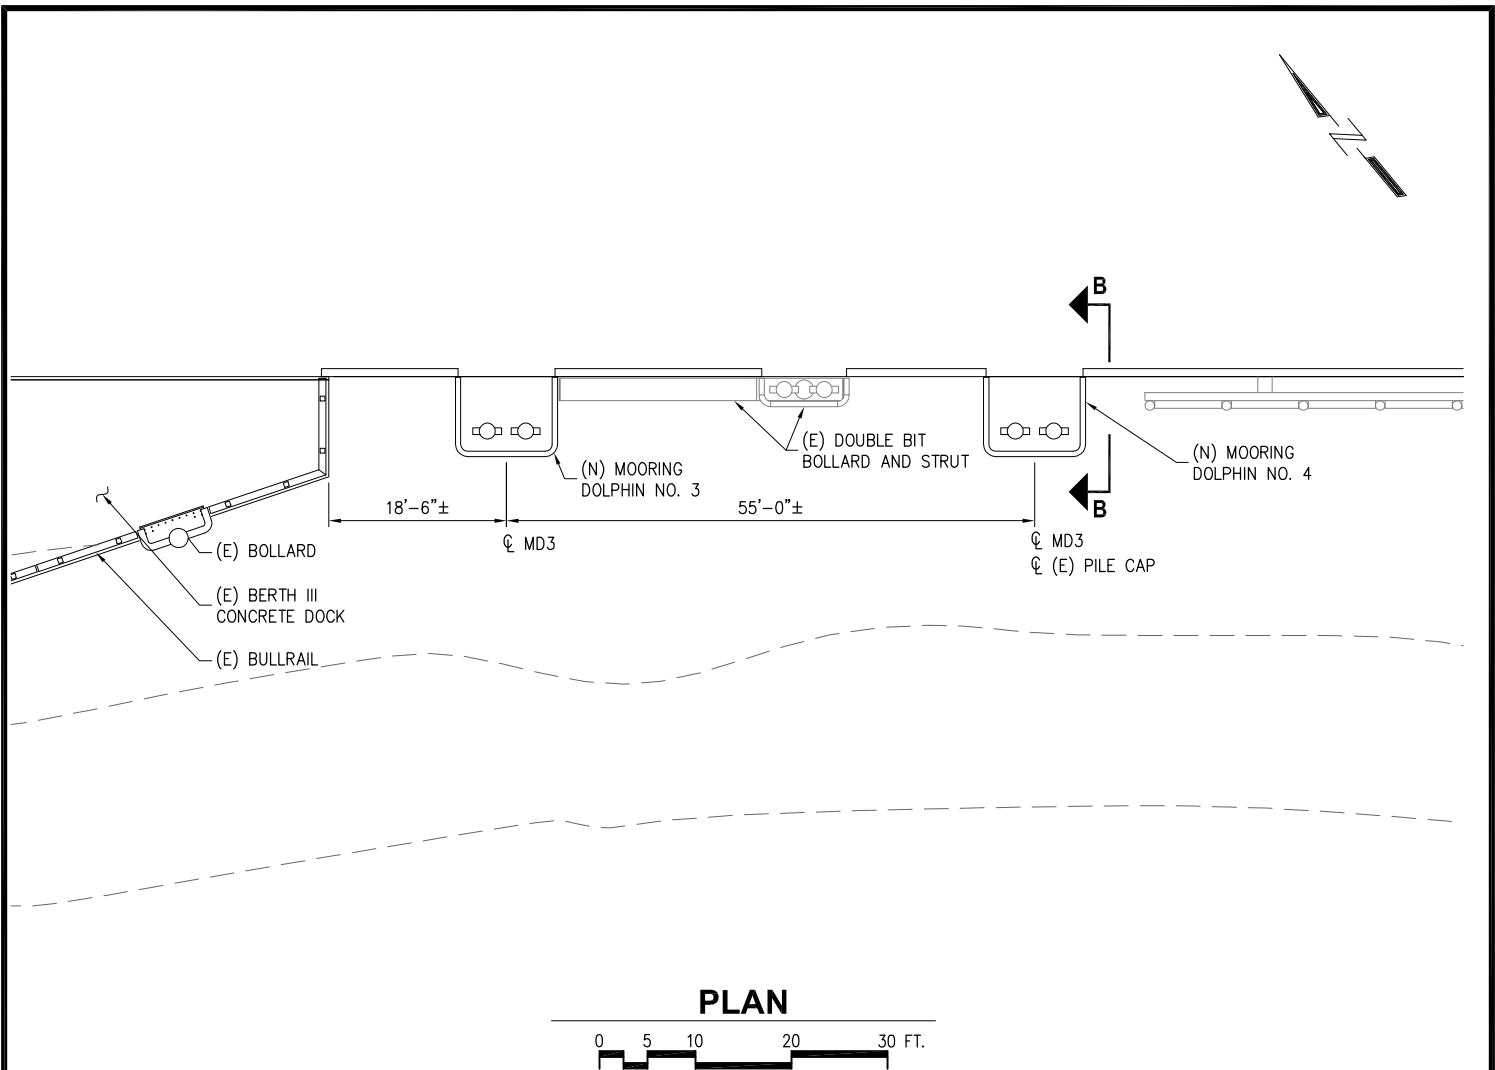 N
B
(E) DOUBLE BIT
BOLLARD AND STRUT
(N) MOORING
DOLPHIN NO. 4
(N) MOORING
DOLPHIN NO. 3
18'-6"±
55'-0"±
B
℄ MD3
℄ MD3
℄ (E) PILE CAP
(E) BOLLARD
(E) BERTH III
CONCRETE DOCK
(E) BULLRAIL
PLAN
0 5 10 20 30 FT.